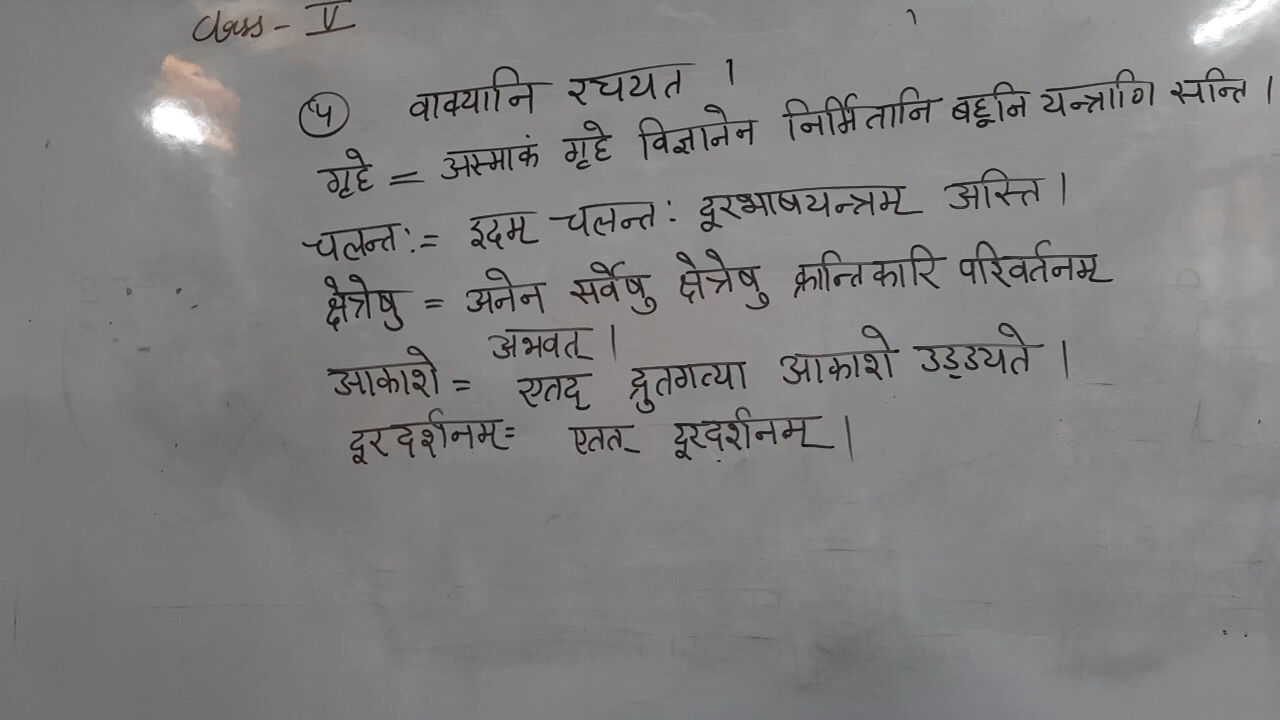 Class - V
५ वाक्यानि रचयत ।
गृहे = अस्माकं गृहे विज्ञानेन निर्मितानि बहूनि यन्त्राणि सन्ति ।
चलन्तः = इदम् चलन्तः दूरभाषयन्त्रम् अस्ति ।
क्षेत्रेषु = अनेन सर्वेषु क्षेत्रेषु क्रान्तिकारि परिवर्तनम्
अभवत् ।
आकाशे = एतद् द्रुतगत्या आकाशे उड्डयते ।
दूरदर्शनम् = एतत् दूरदर्शनम् ।